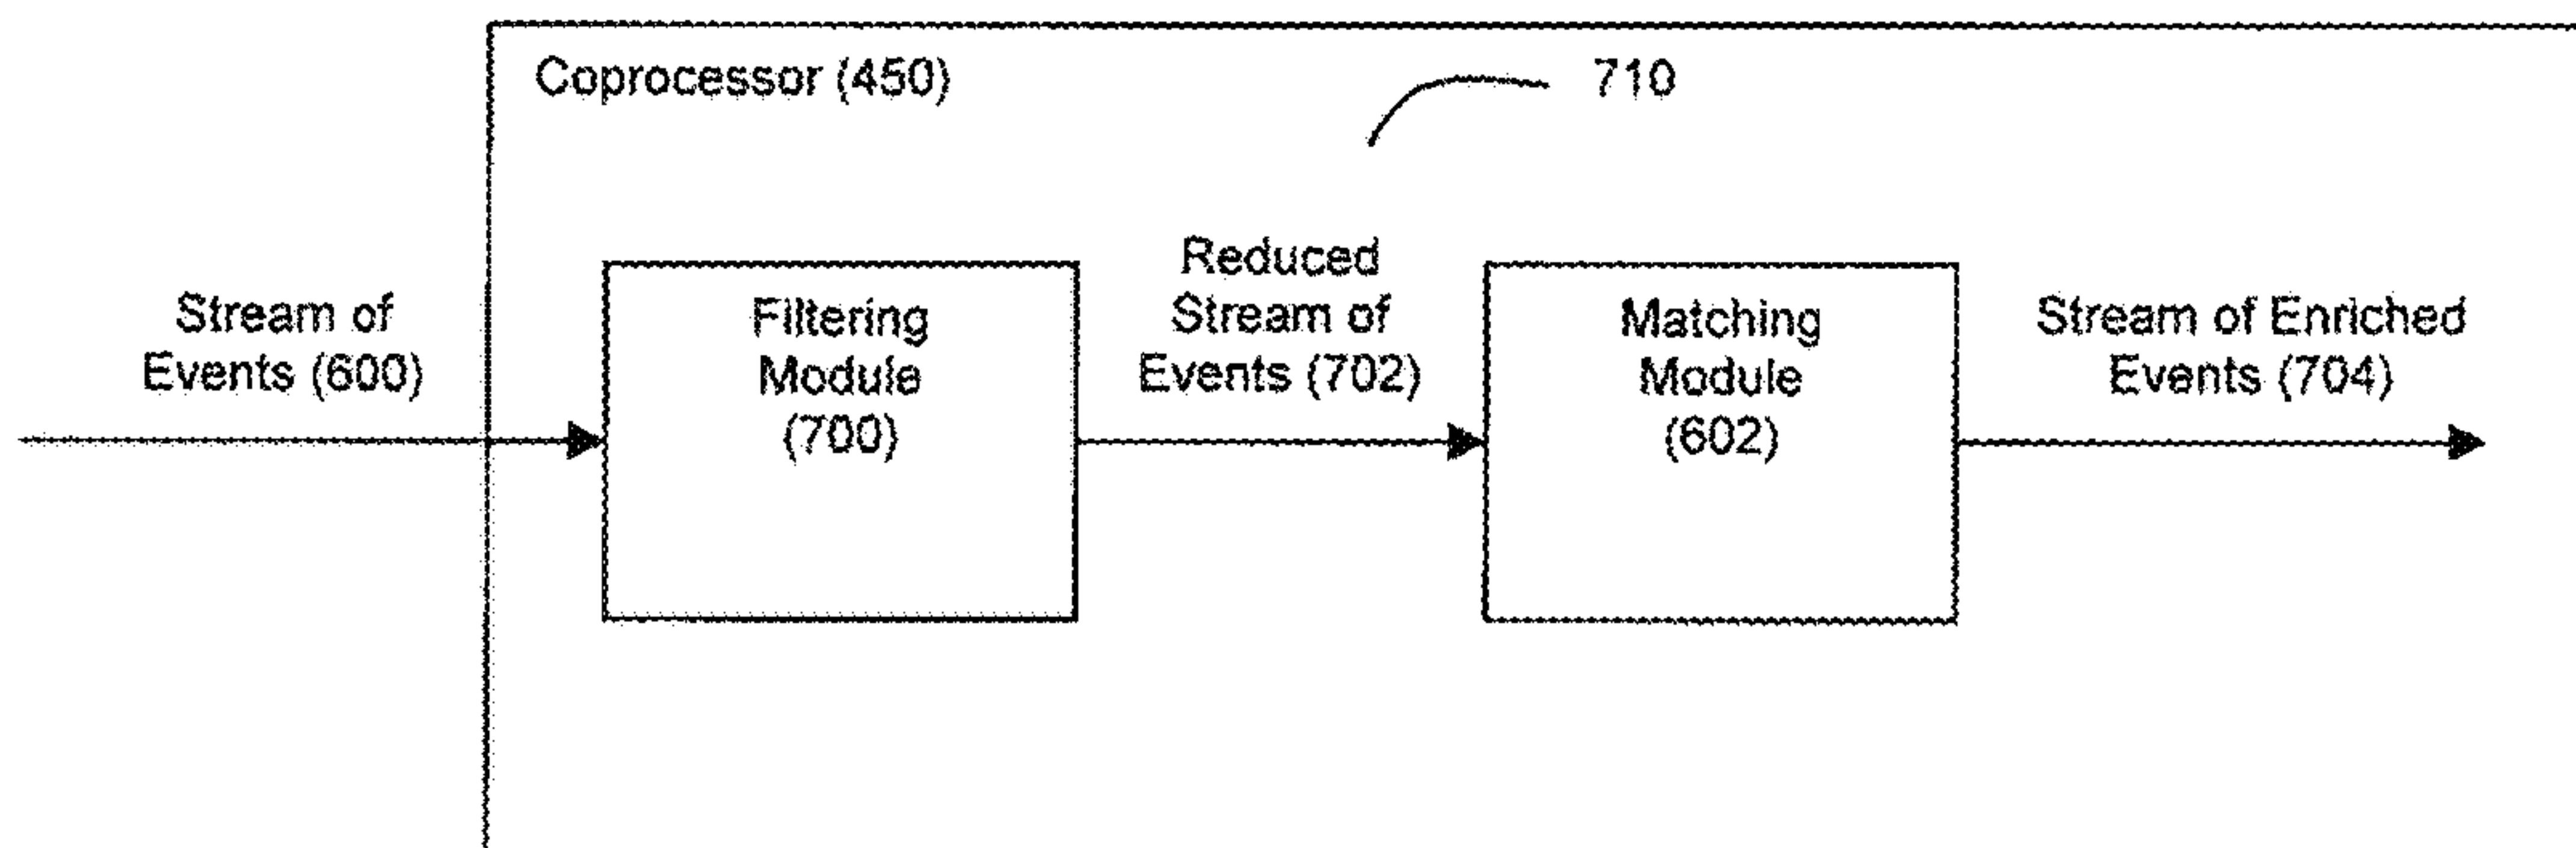 Coprocessor (450)
710
Stream of
Events (600)
Filtering
Module
(700)
Reduced
Stream of
Events (702)
Matching
Module
(602)
Stream of Enriched
Events (704)